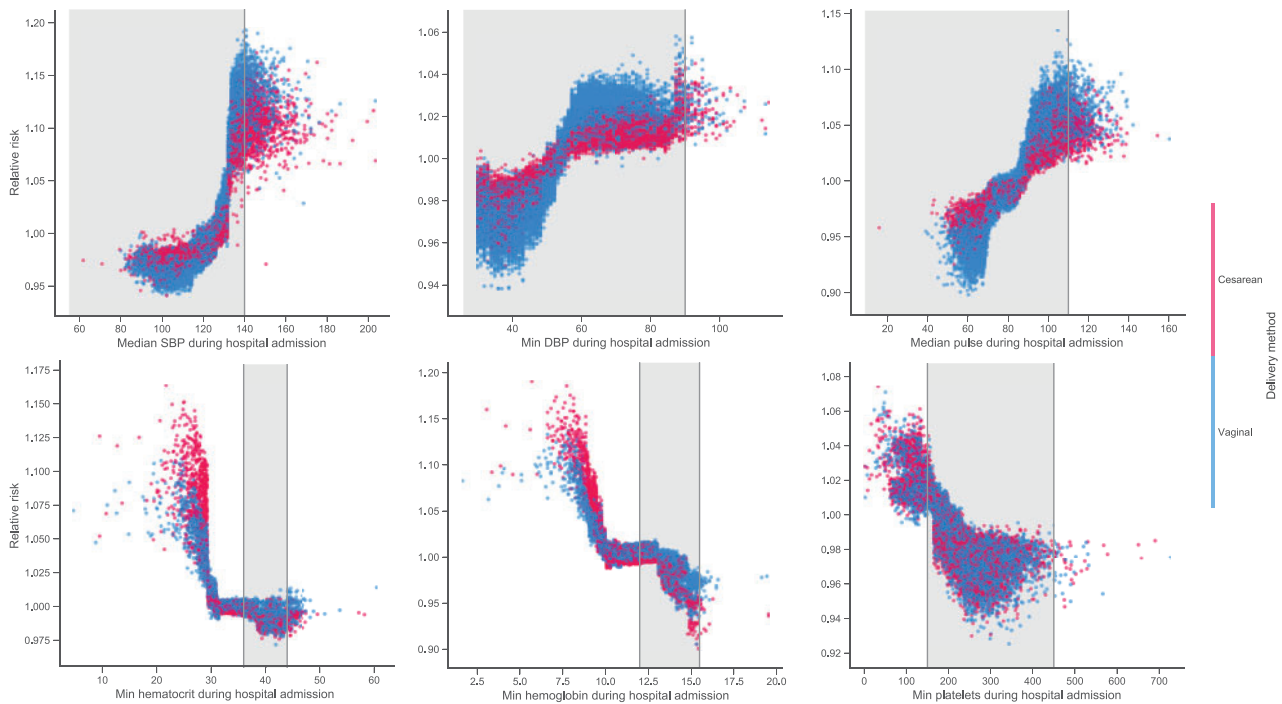 1.20
1.15
1.10
1.05
1.00
0.95
Relative risk
60 80 100 120 140 160 180 200
Median SBP during hospital admission
1.06
1.04
1.02
1.00
0.98
0.96
0.94
40 60 80 100
Min DBP during hospital admission
1.15
1.10
1.05
1.00
0.95
0.90
20 40 60 80 100 120 140 160
Median pulse during hospital admission
1.175
1.150
1.125
1.100
1.075
1.050
1.025
1.000
0.975
Relative risk
10 20 30 40 50 60
Min hematocrit during hospital admission
1.20
1.15
1.10
1.05
1.00
0.95
0.90
2.5 5.0 7.5 10.0 12.5 15.0 17.5 20.0
Min hemoglobin during hospital admission
1.08
1.06
1.04
1.02
1.00
0.98
0.96
0.94
0.92
0 100 200 300 400 500 600 700
Min platelets during hospital admission
Cesarean
Vaginal
Delivery method